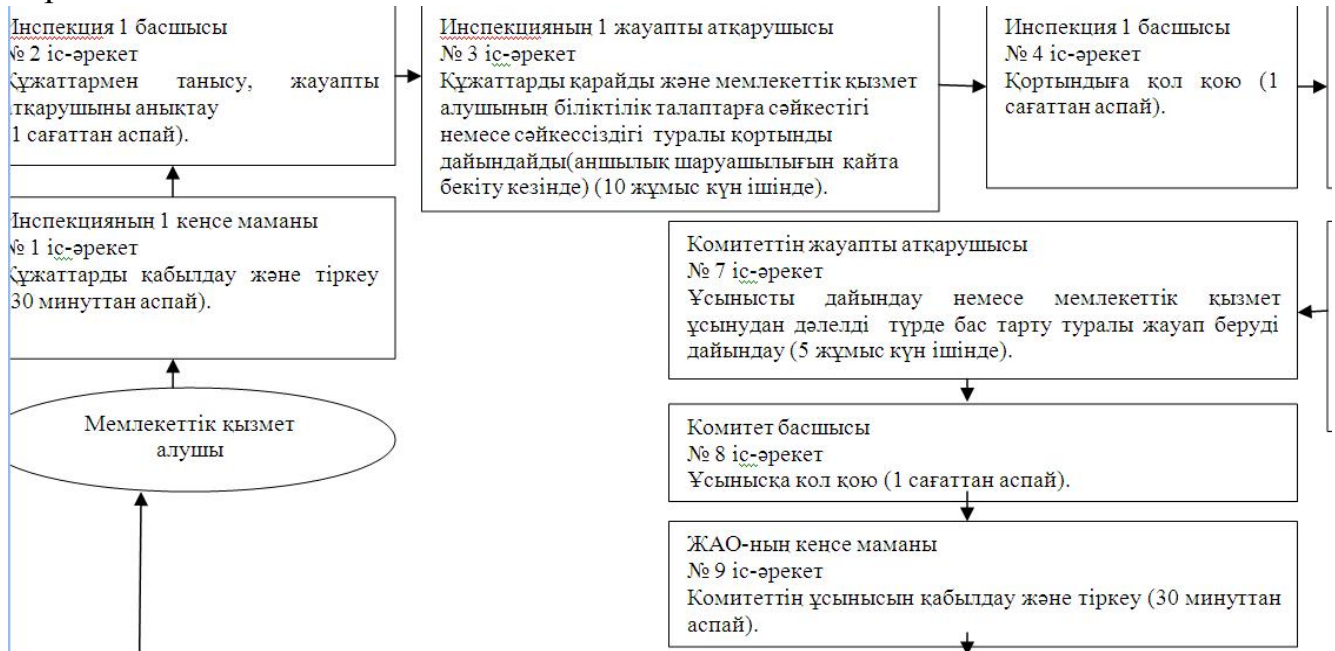 Инспекция 1 басшысы
№ 2 іс-әрекет
Құжаттармен танысу, жауапты
атқарушыны анықтау
(1 сағаттан аспай).
Инспекцияның 1 жауапты атқарушысы
№ 3 іс-әрекет
Құжаттарды қарайды және мемлекеттік қызмет
алушының біліктілік талаптарға сәйкестігі
немесе сәйкессіздігі туралы қортынды
дайындайды(аншылық шаруашылығын қайта
бекіту кезінде) (10 жұмыс күн ішінде).
Инспекция 1 басшысы
№ 4 іс-әрекет
Қортындыға қол қою (1
сағаттан аспай).
Инспекцияның 1 кеңсе маманы
№ 1 іс-әрекет
Құжаттарды қабылдау және тіркеу
(30 минуттан аспай).
Мемлекеттік қызмет
алушы
Комитеттің жауапты атқарушысы
№ 7 іс-әрекет
Ұсынысты дайындау немесе мемлекеттік қызмет
ұсынудан дәлелді түрде бас тарту туралы жауап беруді
дайындау (5 жұмыс күн ішінде).
Комитет басшысы
№ 8 іс-әрекет
Ұсынысқа кол қою (1 сағаттан аспай).
ЖАО-ның кеңсе маманы
№ 9 іс-әрекет
Комитеттің ұсынысын қабылдау және тіркеу (30 минуттан
аспай).